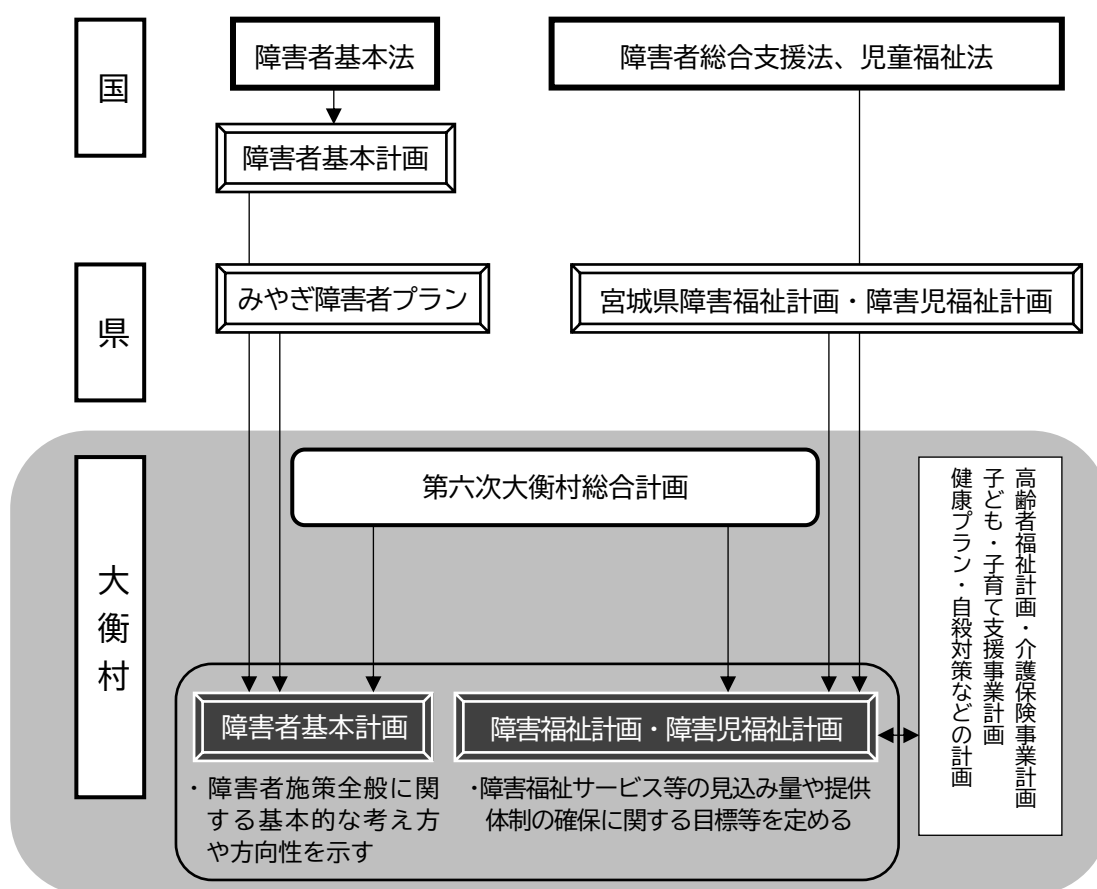 国
障害者基本法
障害者総合支援法、児童福祉法
障害者基本計画
県
みやぎ障害者プラン
宮城県障害福祉計画・障害児福祉計画
大衡村
第六次大衡村総合計画
高齢者福祉計画・介護保険事業計画
子ども・子育て支援事業計画
健康プラン・自殺対策などの計画
障害者基本計画
・障害者施策全般に関
する基本的な考え方
や方向性を示す
障害福祉計画・障害児福祉計画
・障害福祉サービス等の見込み量や提供
体制の確保に関する目標等を定める